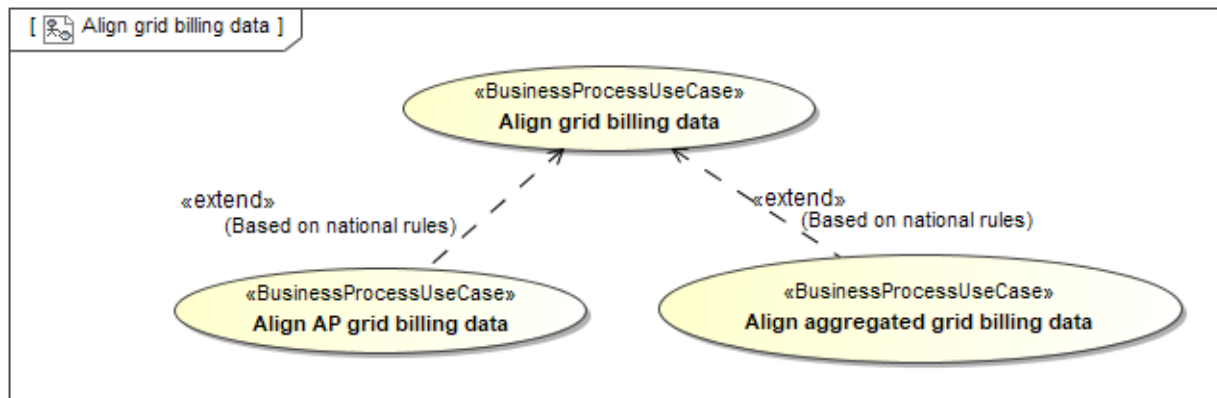 [ Align grid billing data ]
«BusinessProcessUseCase»
Align grid billing data
«extend»
(Based on national rules)
«extend»
(Based on national rules)
«BusinessProcessUseCase»
Align AP grid billing data
«BusinessProcessUseCase»
Align aggregated grid billing data